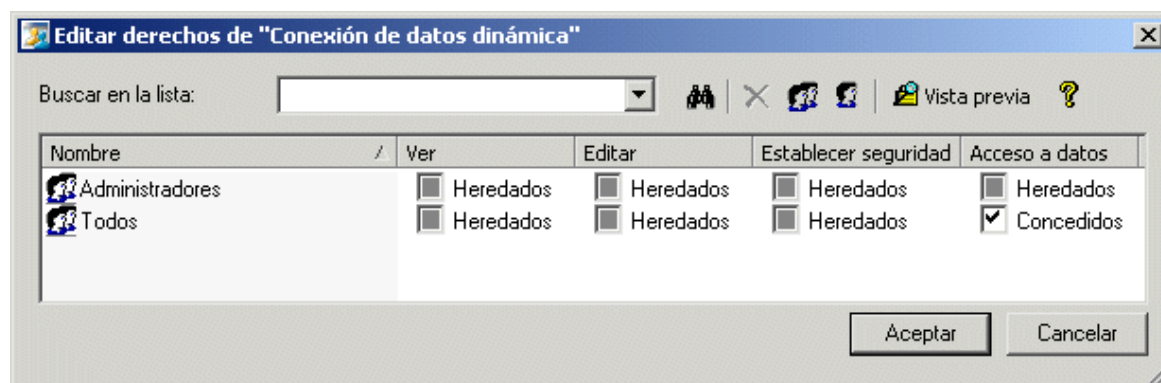 Editar derechos de "Conexión de datos dinámica"
Buscar en la lista: Vista previa
Nombre Ver Editar Establecer seguridad Acceso a datos
Administradores Heredados Heredados Heredados Heredados
Todos Heredados Heredados Heredados Concedidos
Aceptar Cancelar